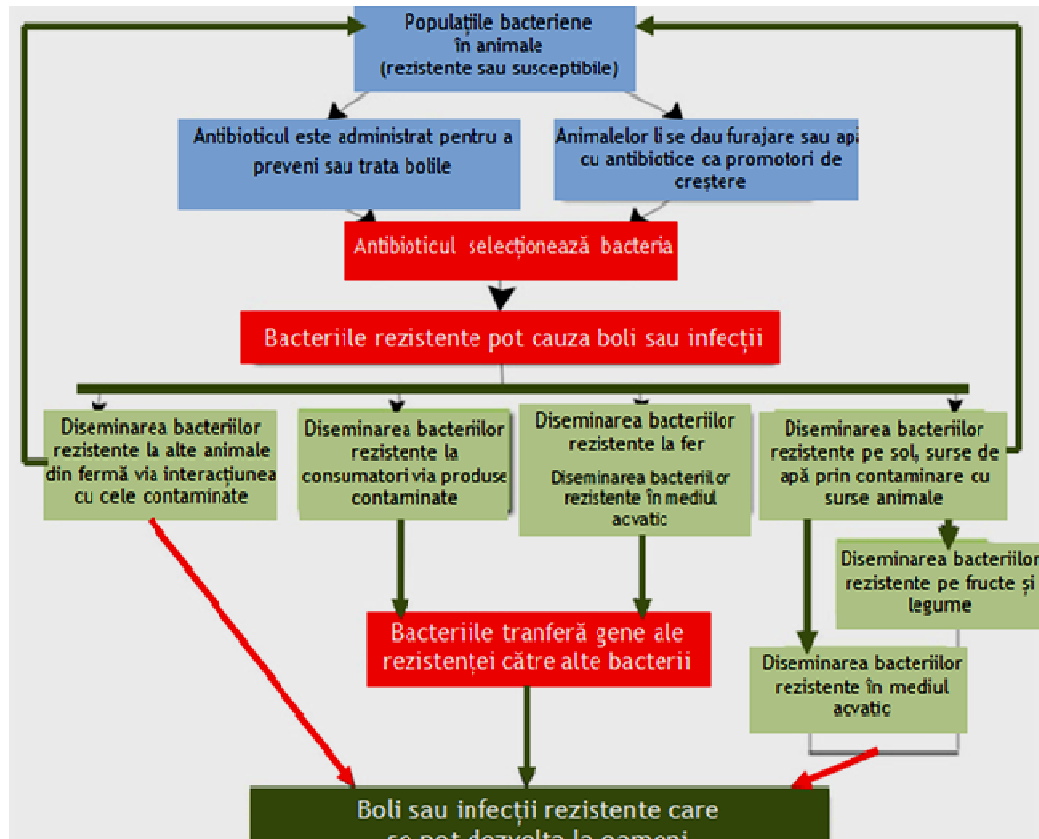 Populațiile bacteriene
în animale
(rezistente sau susceptibile)
Antibioticul este administrat pentru a
preveni sau trata bolile
Animalelor li se dau furajare sau apă
cu antibiotice ca promotori de
creștere
Antibioticul selecționează bacteria
Bacteriile rezistente pot cauza boli sau infecții
Diseminarea bacteriilor
rezistente la alte animale
din fermă via interacțiunea
cu cele contaminate
Diseminarea bacteriilor
rezistente la
consumatori via produse
contaminate
Diseminarea bacteriilor
rezistente la fer
Diseminarea bacteriilor
rezistente în mediul
acvatic
Diseminarea bacteriilor
rezistente pe sol, surse de
apă prin contaminare cu
surse animale
Diseminarea bacteriilor
rezistente pe fructe și
legume
Bacteriile tranferă gene ale
rezistenței către alte bacterii
Diseminarea bacteriilor
rezistente în mediul
acvatic
Boli sau infecții rezistente care
se pot dezvolta la oameni